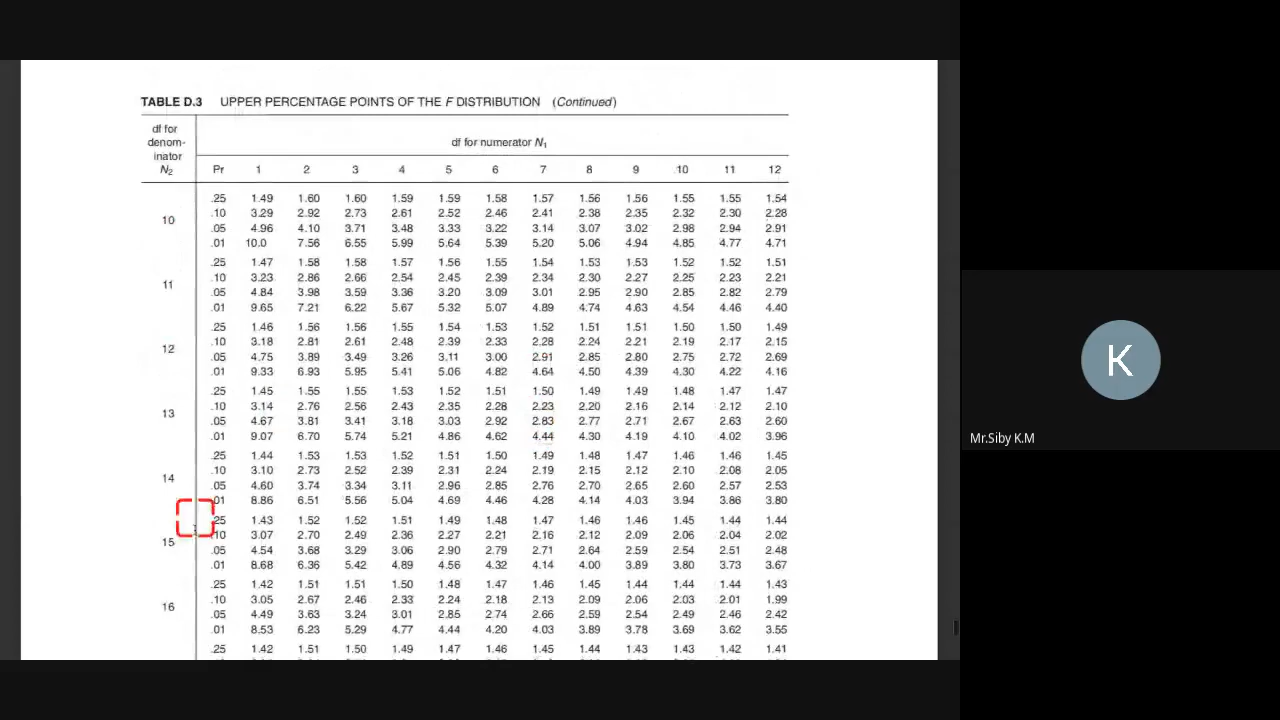 TABLE D.3 UPPER PERCENTAGE POINTS OF THE F DISTRIBUTION (Continued)
df for
denom-
inator
N2
df for numerator N1
Pr 1 2 3 4 5 6 7 8 9 10 11 12
10
.25 1.49 1.60 1.60 1.59 1.59 1.58 1.57 1.56 1.56 1.55 1.55 1.54
.10 3.29 2.92 2.73 2.61 2.52 2.46 2.41 2.38 2.35 2.32 2.30 2.28
.05 4.96 4.10 3.71 3.48 3.33 3.22 3.14 3.07 3.02 2.98 2.94 2.91
.01 10.0 7.56 6.55 5.99 5.64 5.39 5.20 5.06 4.94 4.85 4.77 4.71
11
.25 1.47 1.58 1.58 1.57 1.56 1.55 1.54 1.53 1.53 1.52 1.52 1.51
.10 3.23 2.86 2.66 2.54 2.45 2.39 2.34 2.30 2.27 2.25 2.23 2.21
.05 4.84 3.98 3.59 3.36 3.20 3.09 3.01 2.95 2.90 2.85 2.82 2.79
.01 9.65 7.21 6.22 5.67 5.32 5.07 4.89 4.74 4.63 4.54 4.46 4.40
12
.25 1.46 1.56 1.56 1.55 1.54 1.53 1.52 1.51 1.51 1.50 1.50 1.49
.10 3.18 2.81 2.61 2.48 2.39 2.33 2.28 2.24 2.21 2.19 2.17 2.15
.05 4.75 3.89 3.49 3.26 3.11 3.00 2.91 2.85 2.80 2.75 2.72 2.69
.01 9.33 6.93 5.95 5.41 5.06 4.82 4.64 4.50 4.39 4.30 4.22 4.16
13
.25 1.45 1.55 1.55 1.53 1.52 1.51 1.50 1.49 1.49 1.48 1.47 1.47
.10 3.14 2.76 2.56 2.43 2.35 2.28 2.23 2.20 2.16 2.14 2.12 2.10
.05 4.67 3.81 3.41 3.18 3.03 2.92 2.83 2.77 2.71 2.67 2.63 2.60
.01 9.07 6.70 5.74 5.21 4.86 4.62 4.44 4.30 4.19 4.10 4.02 3.96
14
.25 1.44 1.53 1.53 1.52 1.51 1.50 1.49 1.48 1.47 1.46 1.46 1.45
.10 3.10 2.73 2.52 2.39 2.31 2.24 2.19 2.15 2.12 2.10 2.08 2.05
.05 4.60 3.74 3.34 3.11 2.96 2.85 2.76 2.70 2.65 2.60 2.57 2.53
.01 8.86 6.51 5.56 5.04 4.69 4.46 4.28 4.14 4.03 3.94 3.86 3.80
15
.25 1.43 1.52 1.52 1.51 1.49 1.48 1.47 1.46 1.46 1.45 1.44 1.44
.10 3.07 2.70 2.49 2.36 2.27 2.21 2.16 2.12 2.09 2.06 2.04 2.02
.05 4.54 3.68 3.29 3.06 2.90 2.79 2.71 2.64 2.59 2.54 2.51 2.48
.01 8.68 6.36 5.42 4.89 4.56 4.32 4.14 4.00 3.89 3.80 3.73 3.67
16
.25 1.42 1.51 1.51 1.50 1.48 1.47 1.46 1.45 1.44 1.44 1.44 1.43
.10 3.05 2.67 2.46 2.33 2.24 2.18 2.13 2.09 2.06 2.03 2.01 1.99
.05 4.49 3.63 3.24 3.01 2.85 2.74 2.66 2.59 2.54 2.49 2.46 2.42
.01 8.53 6.23 5.29 4.77 4.44 4.20 4.03 3.89 3.78 3.69 3.62 3.55
.25 1.42 1.51 1.50 1.49 1.47 1.46 1.45 1.44 1.43 1.43 1.42 1.41
K
Mr.Siby K.M